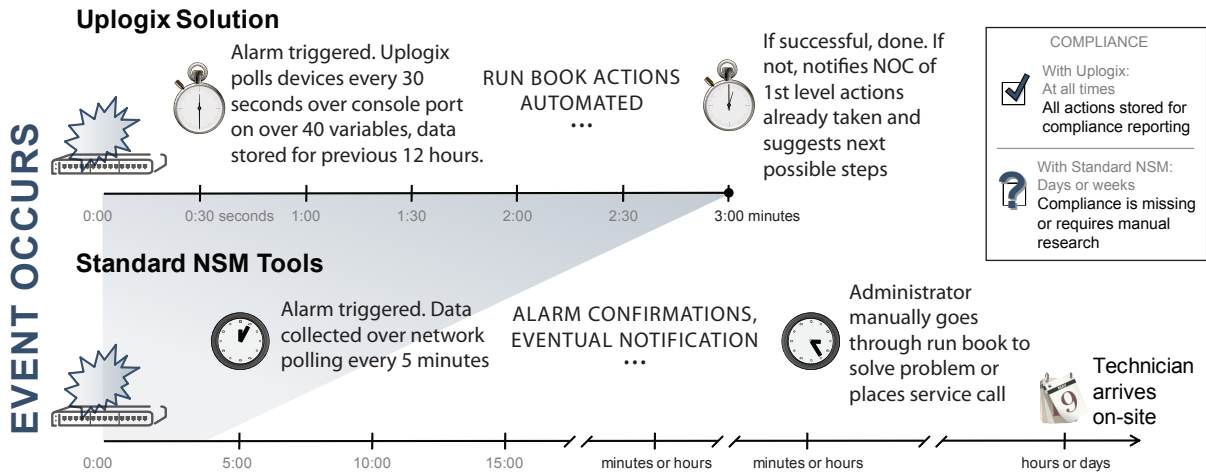 EVENT OCCURS
Uplogix Solution
Alarm triggered. Uplogix
polls devices every 30
seconds over console port
on over 40 variables, data
stored for previous 12 hours.
RUN BOOK ACTIONS
AUTOMATED
...
If successful, done. If
not, notifies NOC of
1st level actions
already taken and
suggests next
possible steps
0:00
0:30 seconds
1:00
1:30
2:00
2:30
3:00 minutes
COMPLIANCE
With Uplogix:
At all times
All actions stored for
compliance reporting
?
With Standard NSM:
Days or weeks
Compliance is missing
or requires manual
research
Standard NSM Tools
Alarm triggered. Data
collected over network
polling every 5 minutes
ALARM CONFIRMATIONS,
EVENTUAL NOTIFICATION
...
Administrator
manually goes
through run book to
solve problem or
places service call
19
Technician
arrives
on-site
0:00
5:00
10:00
15:00
minutes or hours
minutes or hours
hours or days